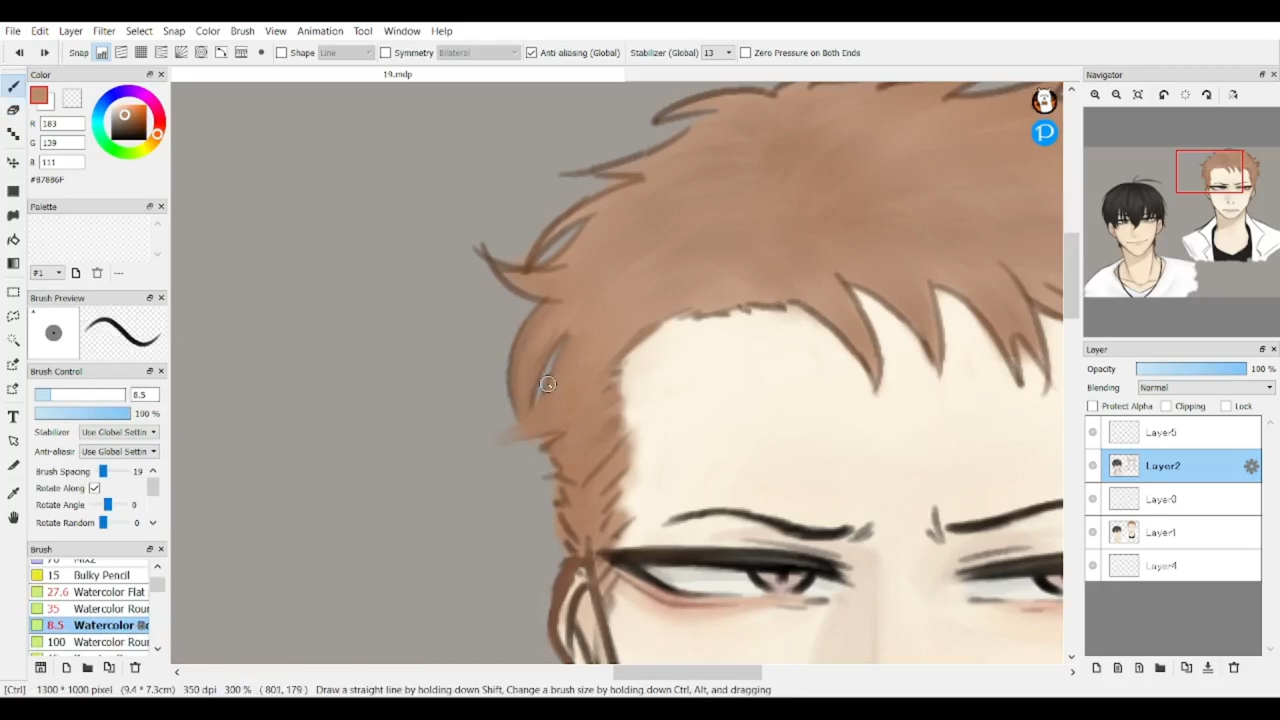 File Edit Layer Filter Select Snap Color Brush View Animation Tool Window Help
Snap Shape Line Symmetry Bilateral Anti-aliasing (Global) Stabilizer (Global) 13 Zero Pressure on Both Ends
Color
19.mdp
Navigator
R 183
G 139
B 111
#B78B6F
Palette
#1 ---
Brush Preview
Brush Control
8.5
100 %
Stabilizer Use Global Settin
Anti-aliasin Use Global Settin
Brush Spacing 19
Rotate Along
Rotate Angle 0
Rotate Random 0
Brush
15 Bulky Pencil
27.6 Watercolor Flat
35 Watercolor Roun
8.5 Watercolor
100 Watercolor Roun
Layer
Opacity 100 %
Blending Normal
Protect Alpha Clipping Lock
Layer5
Layer2
Layer3
Layer1
Layer4
[Ctrl] 1300 * 1000 pixel (9.4 * 7.3cm) 350 dpi 300 % ( 801, 179 ) Draw a straight line by holding down Shift, Change a brush size by holding down Ctrl, Alt, and dragging